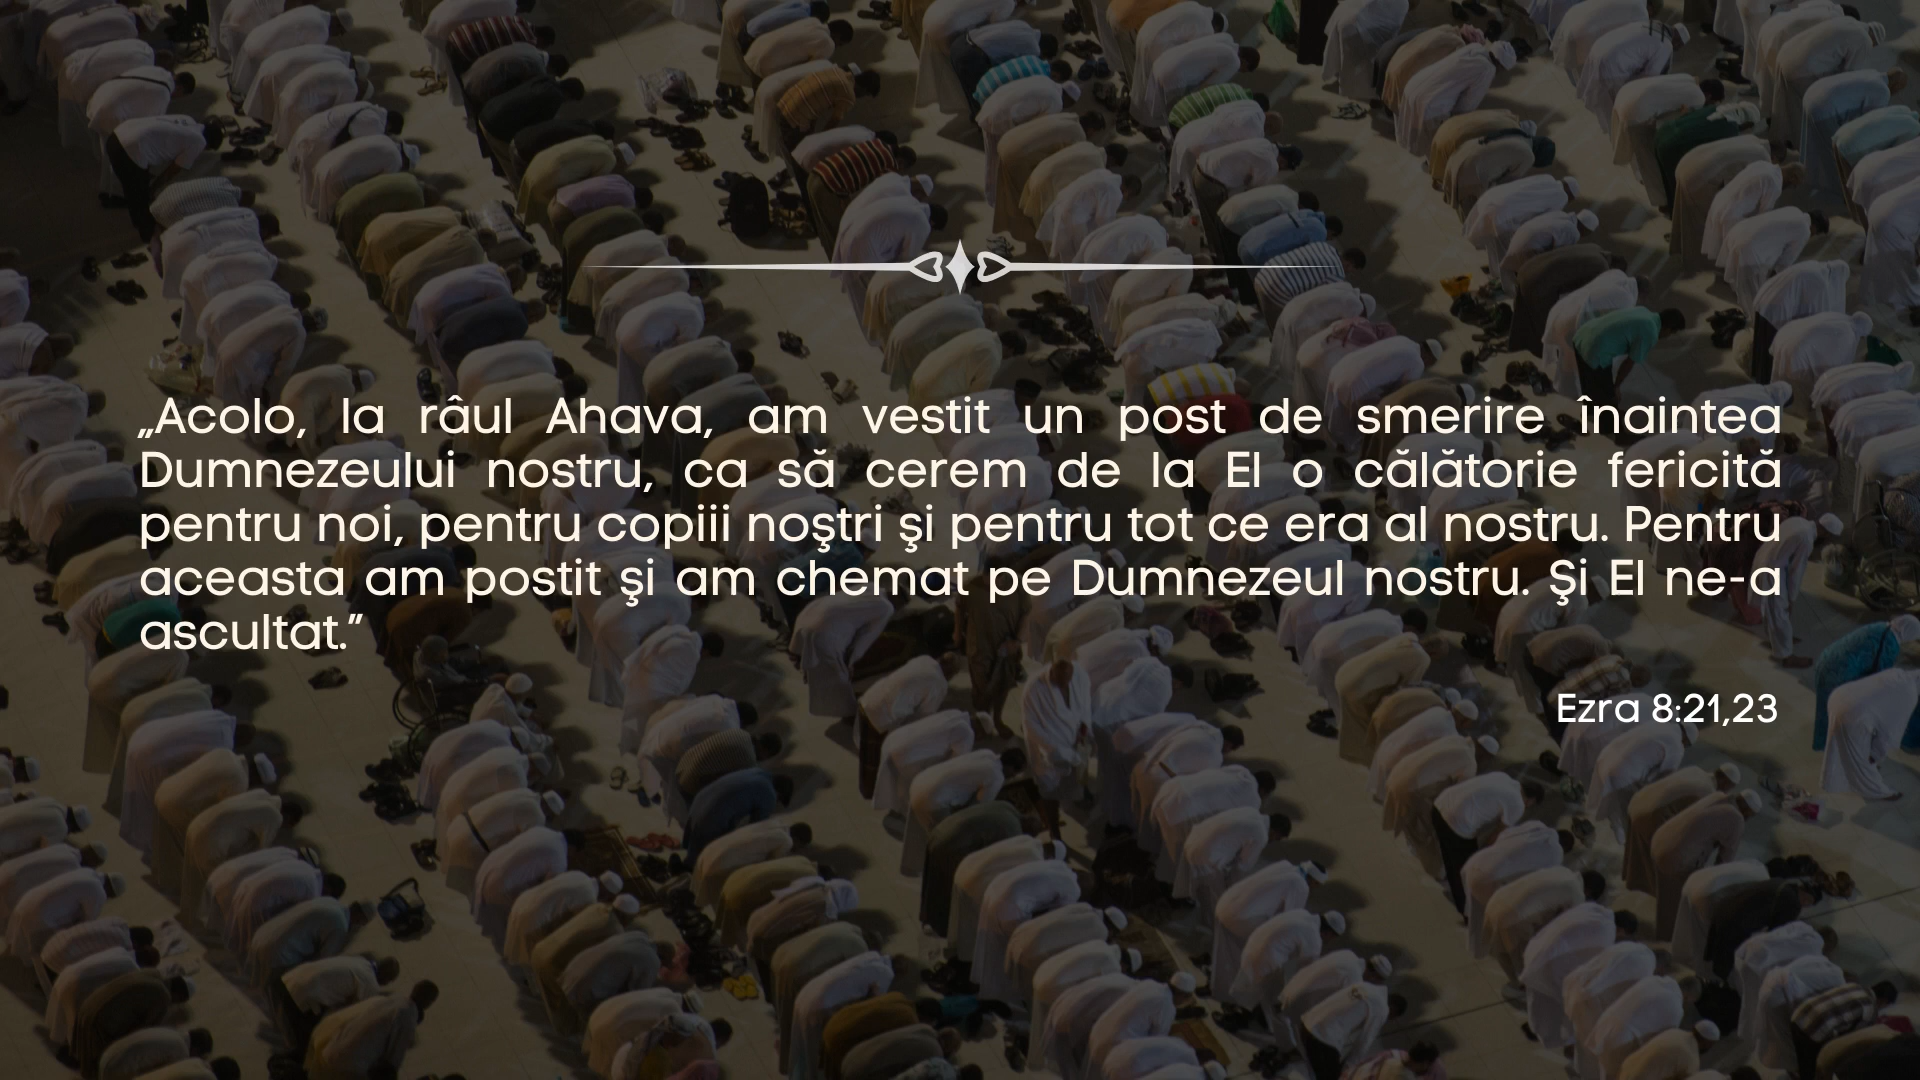 „Acolo, la râul Ahava, am vestit un post de smerire înaintea
Dumnezeului nostru, ca să cerem de la El o călătorie fericită
pentru noi, pentru copiii noştri şi pentru tot ce era al nostru. Pentru
aceasta am postit şi am chemat pe Dumnezeul nostru. Şi El ne-a
ascultat.”
Ezra 8:21,23